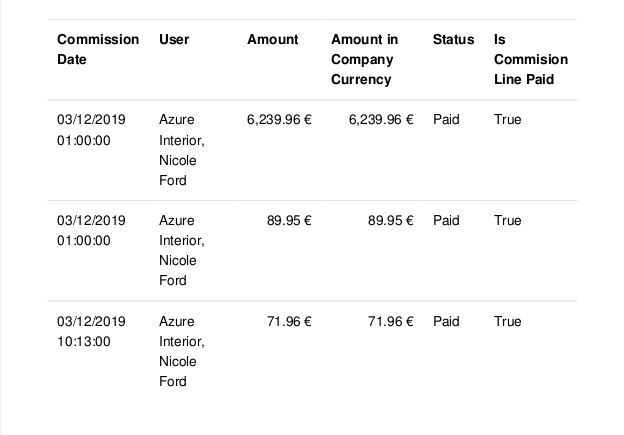 Commission Date User Amount Amount in Company Currency Status Is Commision Line Paid
03/12/2019 01:00:00 Azure Interior, Nicole Ford 6,239.96 € 6,239.96 € Paid True
03/12/2019 01:00:00 Azure Interior, Nicole Ford 89.95 € 89.95 € Paid True
03/12/2019 10:13:00 Azure Interior, Nicole Ford 71.96 € 71.96 € Paid True